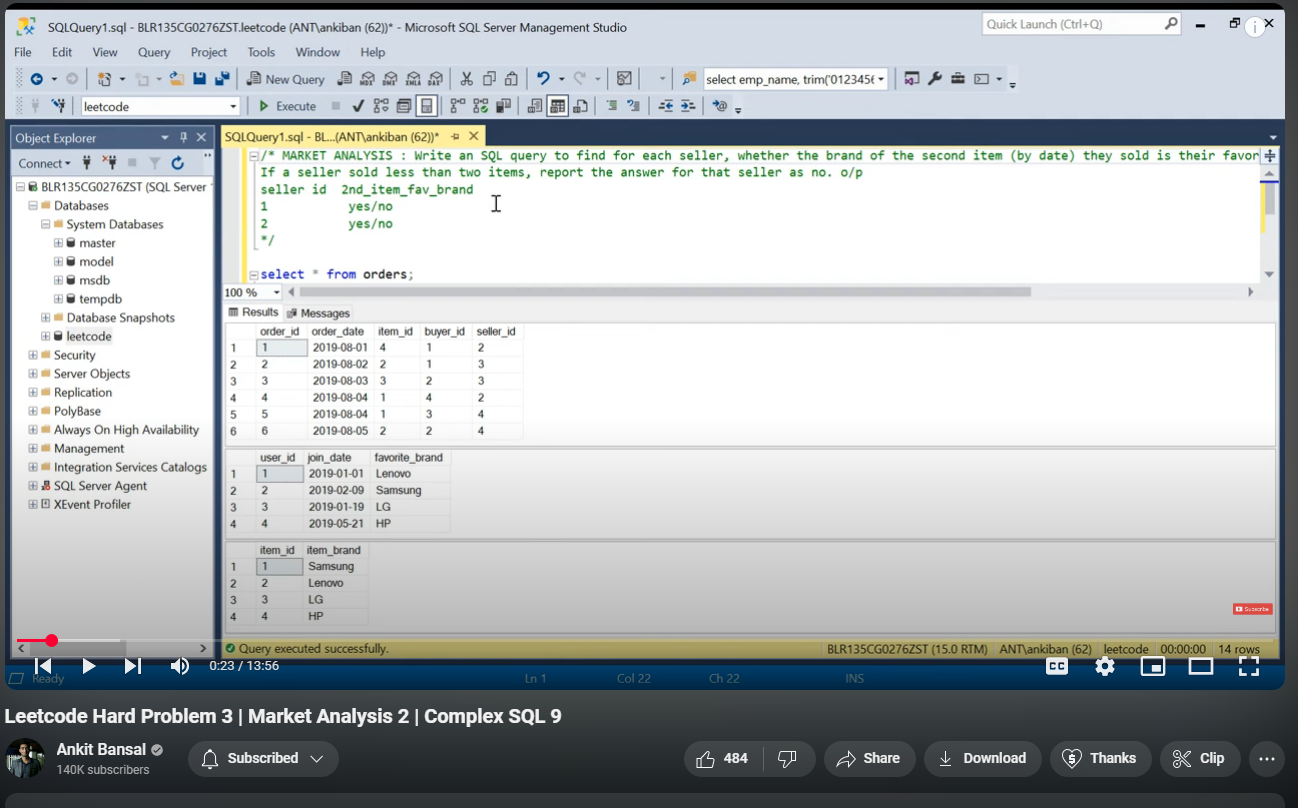 SQLQuery1.sql - BLR135CG0276ZST.leetcode (ANT\ankiban (62))* - Microsoft SQL Server Management Studio
Quick Launch (Ctrl+Q)
File Edit View Query Project Tools Window Help
New Query
select emp_name, trim('012345
leetcode
Execute
Object Explorer
SQLQuery1.sql - BL...(ANT\ankiban (62))*
Connect
BLR135CG0276ZST (SQL Server
Databases
System Databases
master
model
msdb
tempdb
Database Snapshots
leetcode
Security
Server Objects
Replication
PolyBase
Always On High Availability
Management
Integration Services Catalogs
SQL Server Agent
XEvent Profiler
/* MARKET ANALYSIS : Write an SQL query to find for each seller, whether the brand of the second item (by date) they sold is their favor
If a seller sold less than two items, report the answer for that seller as no. o/p
seller id 2nd_item_fav_brand
1 yes/no
2 yes/no
*/
select * from orders;
100 %
Results Messages
order_id order_date item_id buyer_id seller_id
1 1 2019-08-01 4 1 2
2 2 2019-08-02 2 1 3
3 3 2019-08-03 3 2 3
4 4 2019-08-04 1 4 2
5 5 2019-08-04 1 3 4
6 6 2019-08-05 2 2 4
user_id join_date favorite_brand
1 1 2019-01-01 Lenovo
2 2 2019-02-09 Samsung
3 3 2019-01-19 LG
4 4 2019-05-21 HP
item_id item_brand
1 1 Samsung
2 2 Lenovo
3 3 LG
4 4 HP
Subscribe
Query executed successfully.
BLR135CG0276ZST (15.0 RTM) ANT\ankiban (62) leetcode 00:00:00 14 rows
0:23 / 13:56
CC
Ready Ln 1 Col 22 Ch 22 INS
Leetcode Hard Problem 3 | Market Analysis 2 | Complex SQL 9
Ankit Bansal
140K subscribers
Subscribed
484
Share
Download
Thanks
Clip